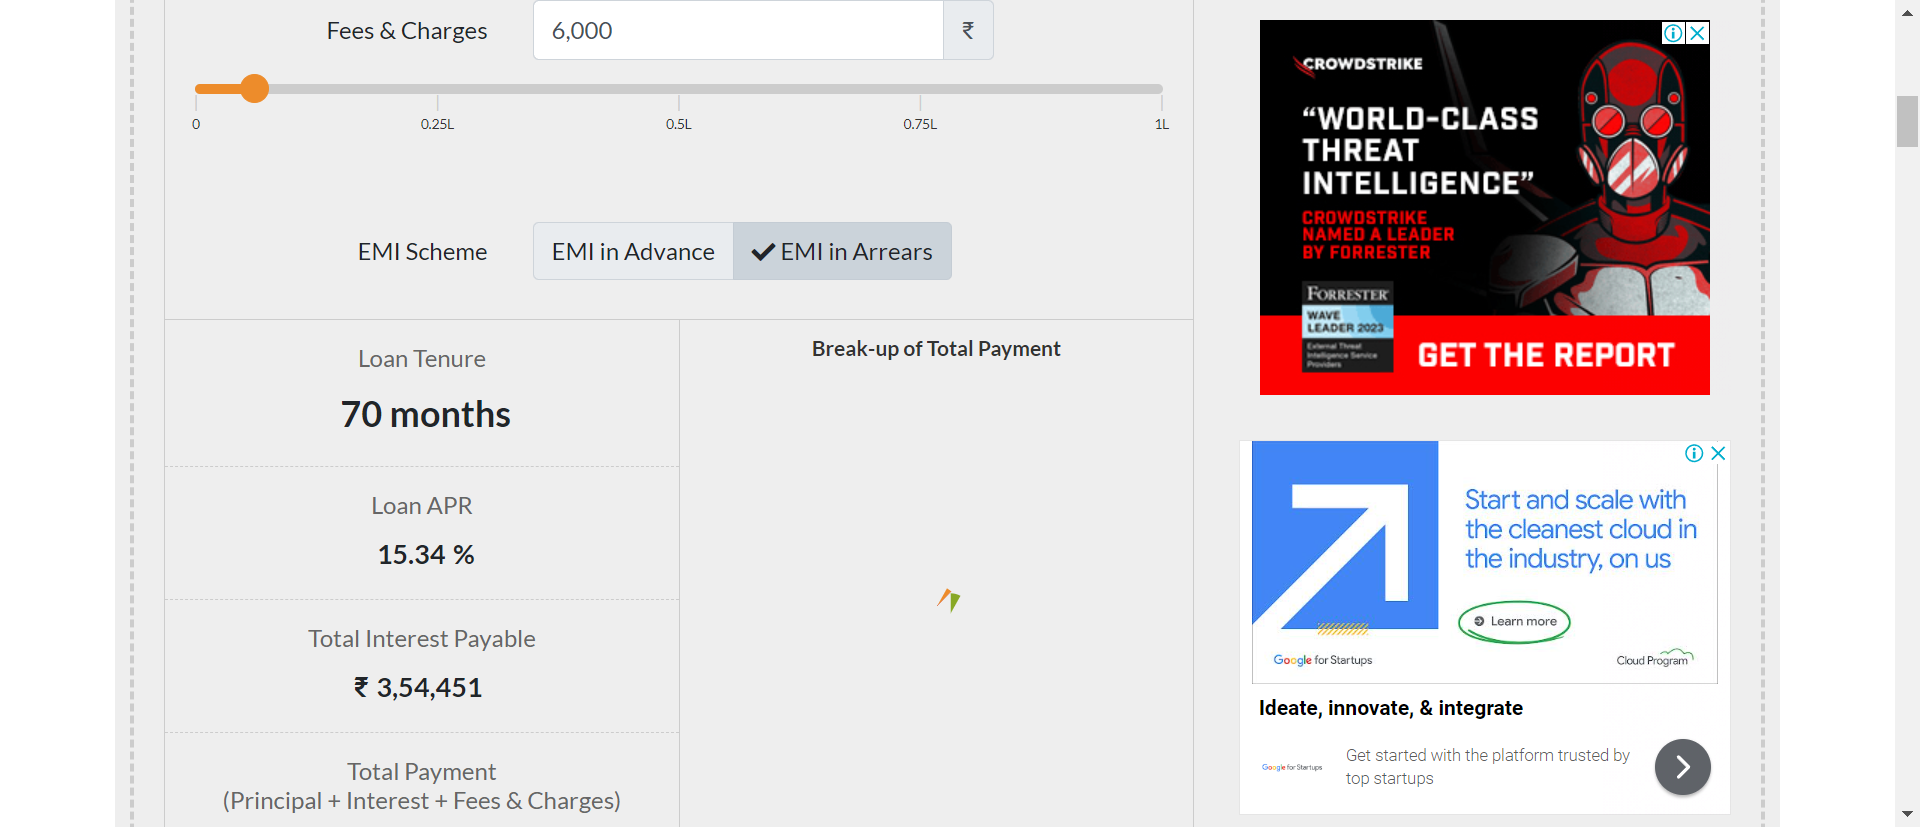 Fees & Charges
6,000
₹
0
0.25L
0.5L
0.75L
1L
EMI Scheme
EMI in Advance
EMI in Arrears
Loan Tenure
70 months
Loan APR
15.34 %
Total Interest Payable
₹ 3,54,451
Total Payment
(Principal + Interest + Fees & Charges)
Break-up of Total Payment
CROWDSTRIKE
“WORLD-CLASS
THREAT
INTELLIGENCE”
CROWDSTRIKE
NAMED A LEADER
BY FORRESTER
FORRESTER
WAVE
LEADER 2023
External Threat
Intelligence Service
Providers
GET THE REPORT
Start and scale with
the cleanest cloud in
the industry, on us
Learn more
Google for Startups
Cloud Program
Ideate, innovate, & integrate
Google for Startups
Get started with the platform trusted by
top startups